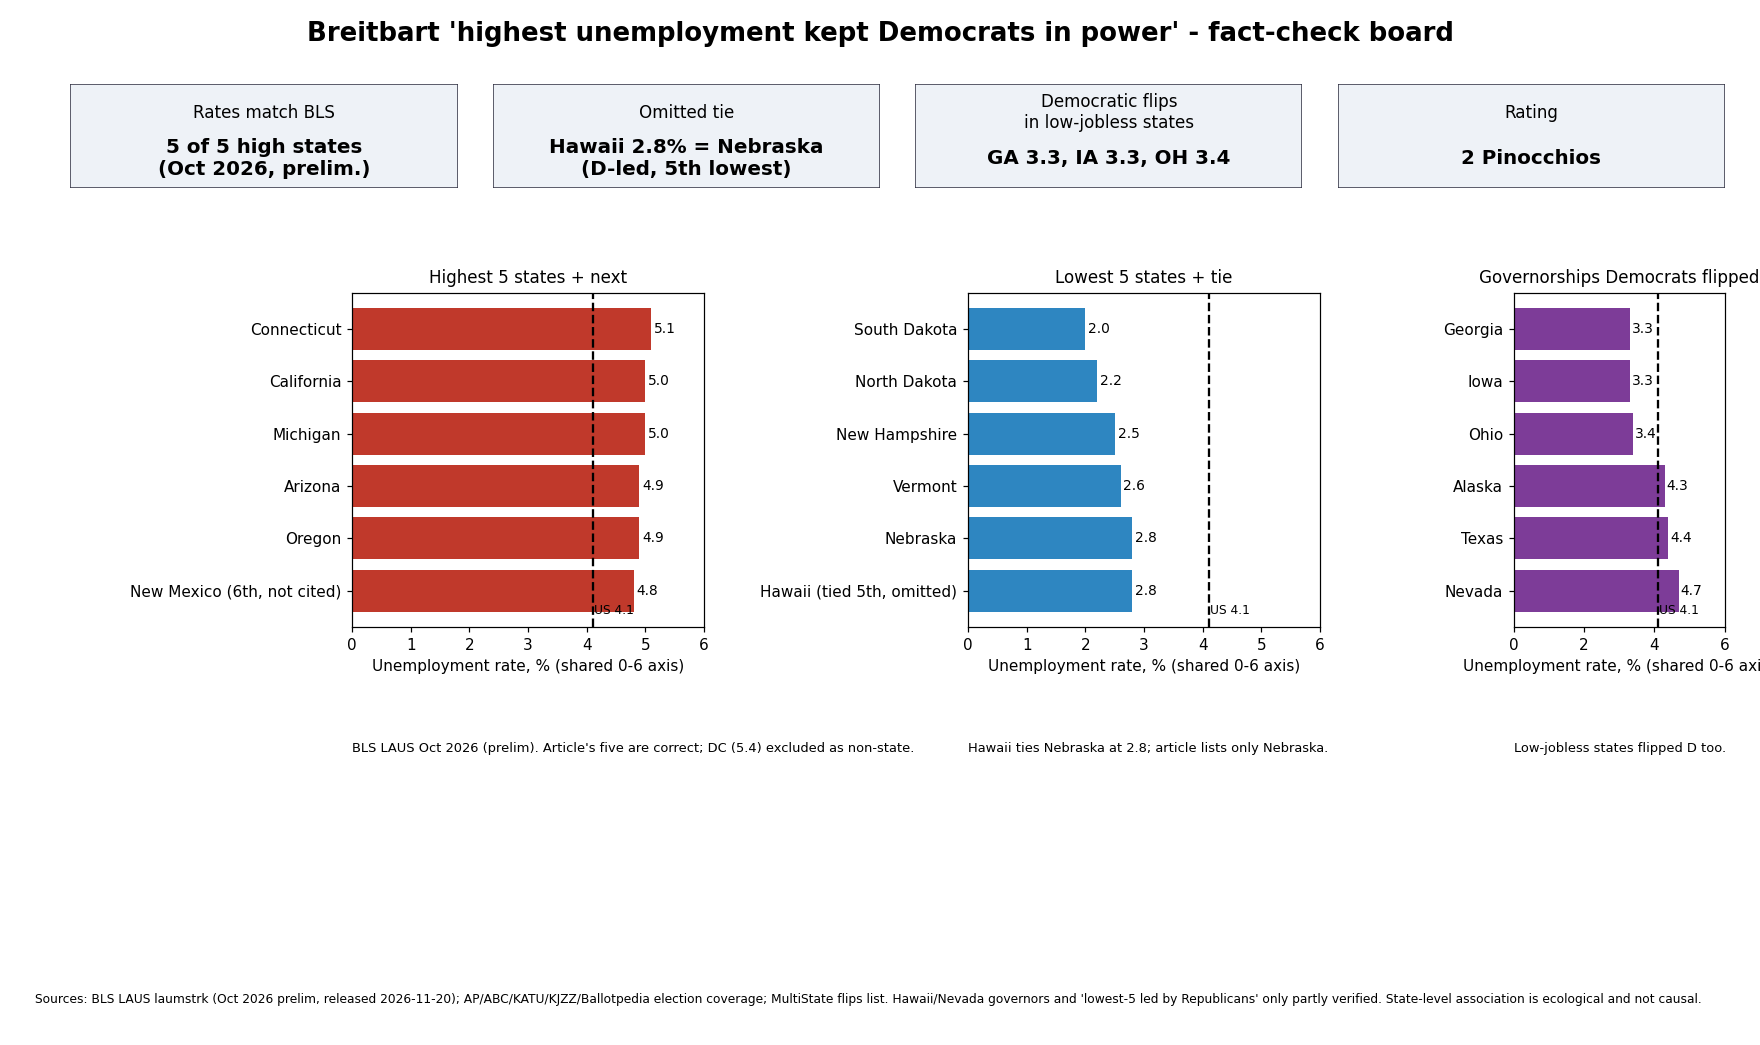 Breitbart 'highest unemployment kept Democrats in power' - fact-check board
Rates match BLS
5 of 5 high states
(Oct 2026, prelim.)
Omitted tie
Hawaii 2.8% = Nebraska
(D-led, 5th lowest)
Democratic flips
in low-jobless states
GA 3.3, IA 3.3, OH 3.4
Rating
2 Pinocchios
Highest 5 states + next
Connecticut
5.1
California
5.0
Michigan
5.0
Arizona
4.9
Oregon
4.9
New Mexico (6th, not cited)
4.8
US 4.1
0 1 2 3 4 5 6
Unemployment rate, % (shared 0-6 axis)
BLS LAUS Oct 2026 (prelim). Article's five are correct; DC (5.4) excluded as non-state.
Lowest 5 states + tie
South Dakota
2.0
North Dakota
2.2
New Hampshire
2.5
Vermont
2.6
Nebraska
2.8
Hawaii (tied 5th, omitted)
2.8
US 4.1
0 1 2 3 4 5 6
Unemployment rate, % (shared 0-6 axis)
Hawaii ties Nebraska at 2.8; article lists only Nebraska.
Governorships Democrats flipped
Georgia
3.3
Iowa
3.3
Ohio
3.4
Alaska
4.3
Texas
4.4
Nevada
4.7
US 4.1
0 2 4 6
Unemployment rate, % (shared 0-6 axi
Low-jobless states flipped D too.
Sources: BLS LAUS laumstrk (Oct 2026 prelim, released 2026-11-20); AP/ABC/KATU/KJZZ/Ballotpedia election coverage; MultiState flips list. Hawaii/Nevada governors and 'lowest-5 led by Republicans' only partly verified. State-level association is ecological and not causal.